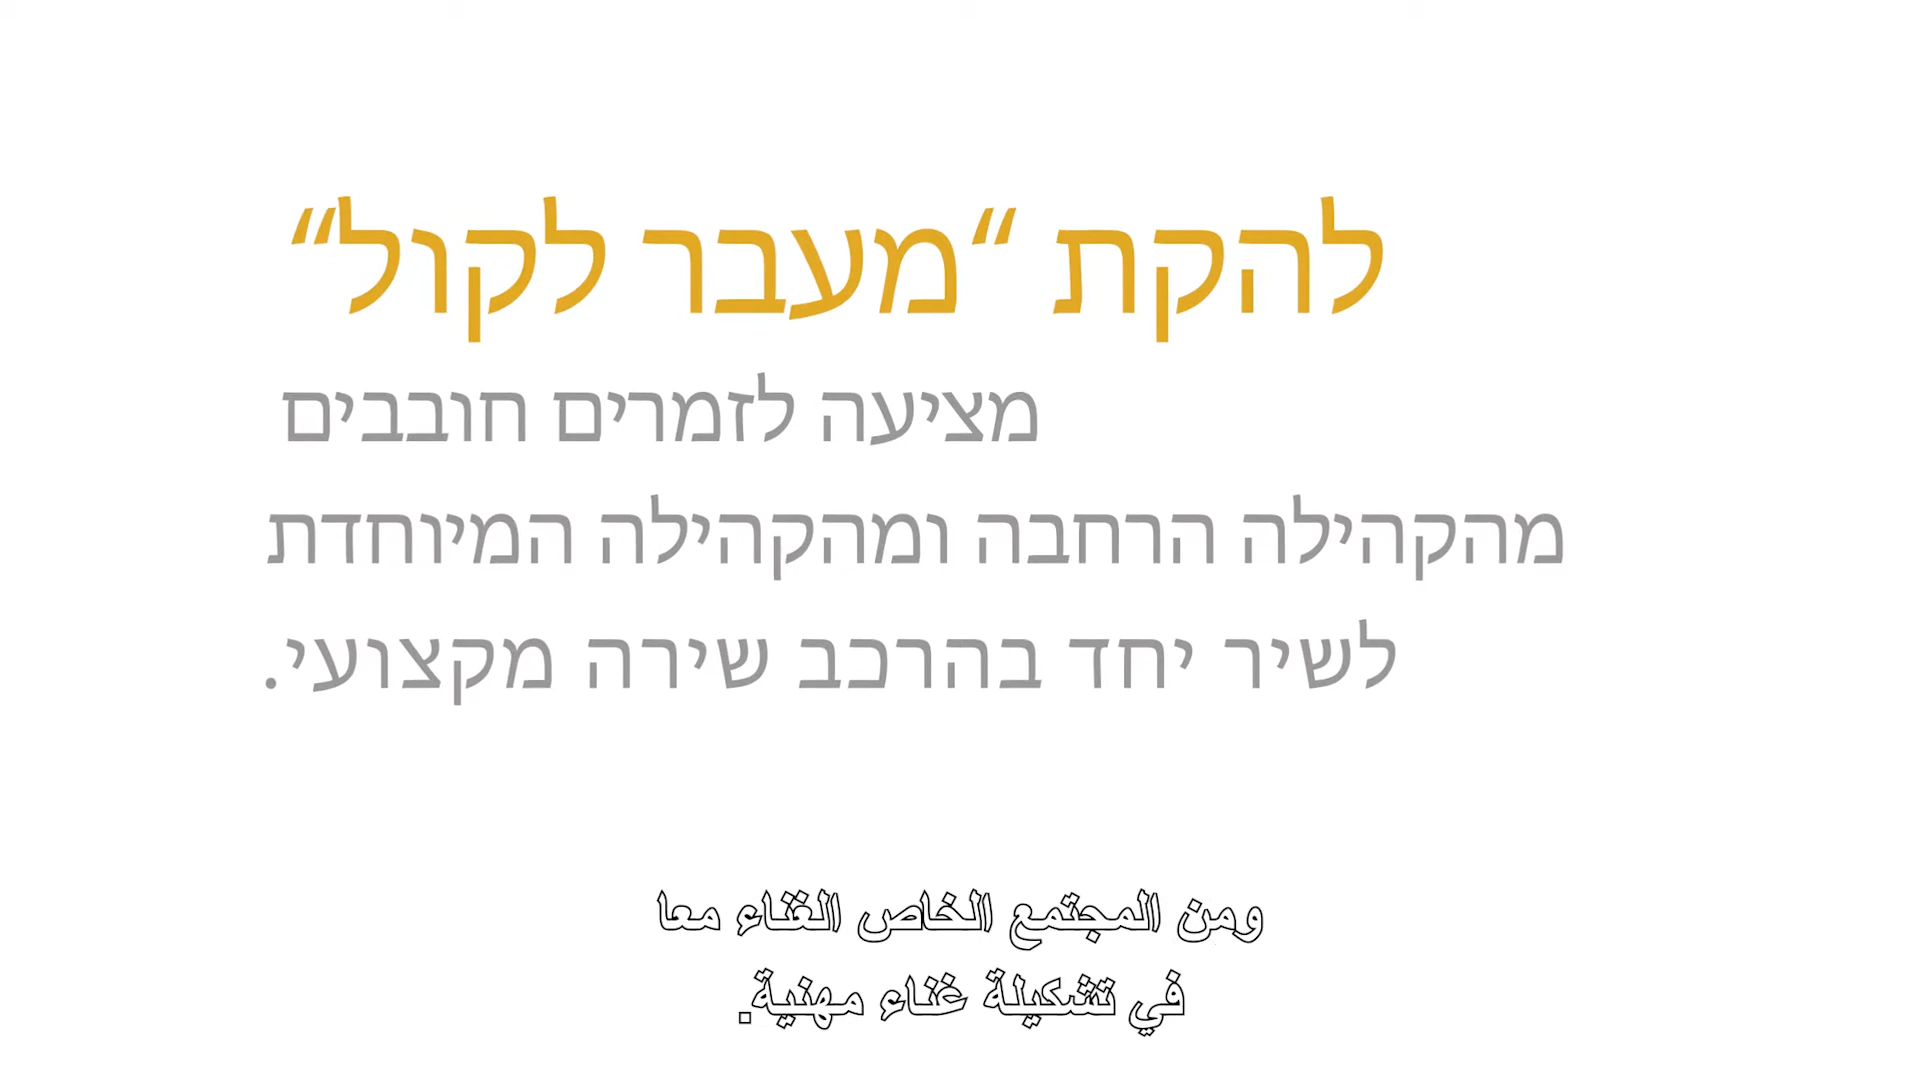 להקת “מעבר לקול“
מציעה לזמרים חובבים
מהקהילה הרחבה ומהקהילה המיוחדת
לשיר יחד בהרכב שירה מקצועי.
ومن المجتمع الخاص الغناء معا
في تشكيلة غناء مهنية.